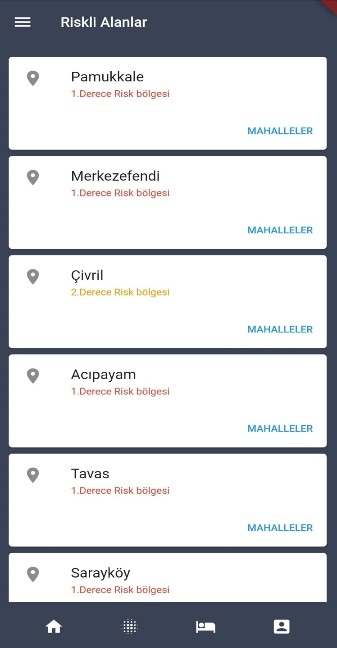 Riskli Alanlar
Pamukkale
1.Derece Risk bölgesi
MAHALLELER
Merkezefendi
1.Derece Risk bölgesi
MAHALLELER
Çivril
2.Derece Risk bölgesi
MAHALLELER
Acıpayam
1.Derece Risk bölgesi
MAHALLELER
Tavas
1.Derece Risk bölgesi
MAHALLELER
Sarayköy
1.Derece Risk bölgesi